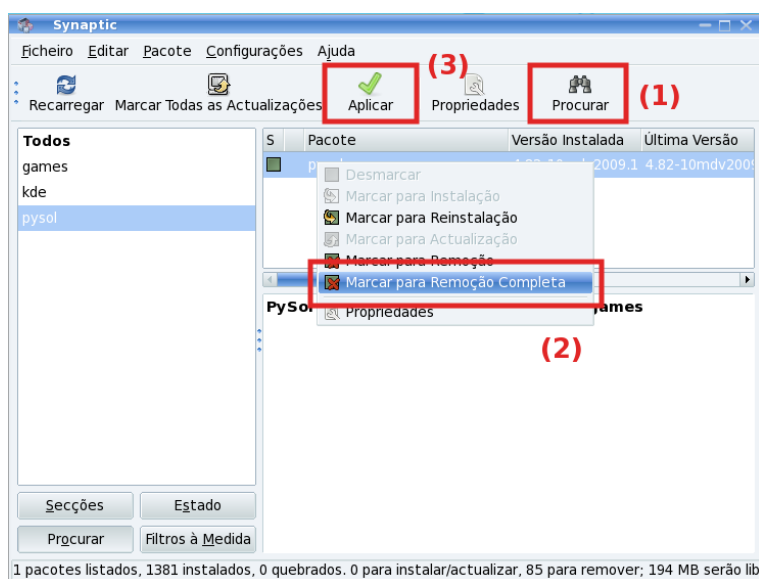 Synaptic
Ficheiro Editar Pacote Configurações Ajuda
(3)
Recarregar Marcar Todas as Actualizações Aplicar Propriedades Procurar (1)
Todos
games
kde
pysol
S Pacote Versão Instalada Última Versão
2009.1 4.82-10mdv2009
Desmarcar
Marcar para Instalação
Marcar para Reinstalação
Marcar para Actualização
Marcar para Remoção
Marcar para Remoção Completa
Propriedades
PySol games
(2)
Secções Estado
Procurar Filtros à Medida
1 pacotes listados, 1381 instalados, 0 quebrados. 0 para instalar/actualizar, 85 para remover; 194 MB serão lib